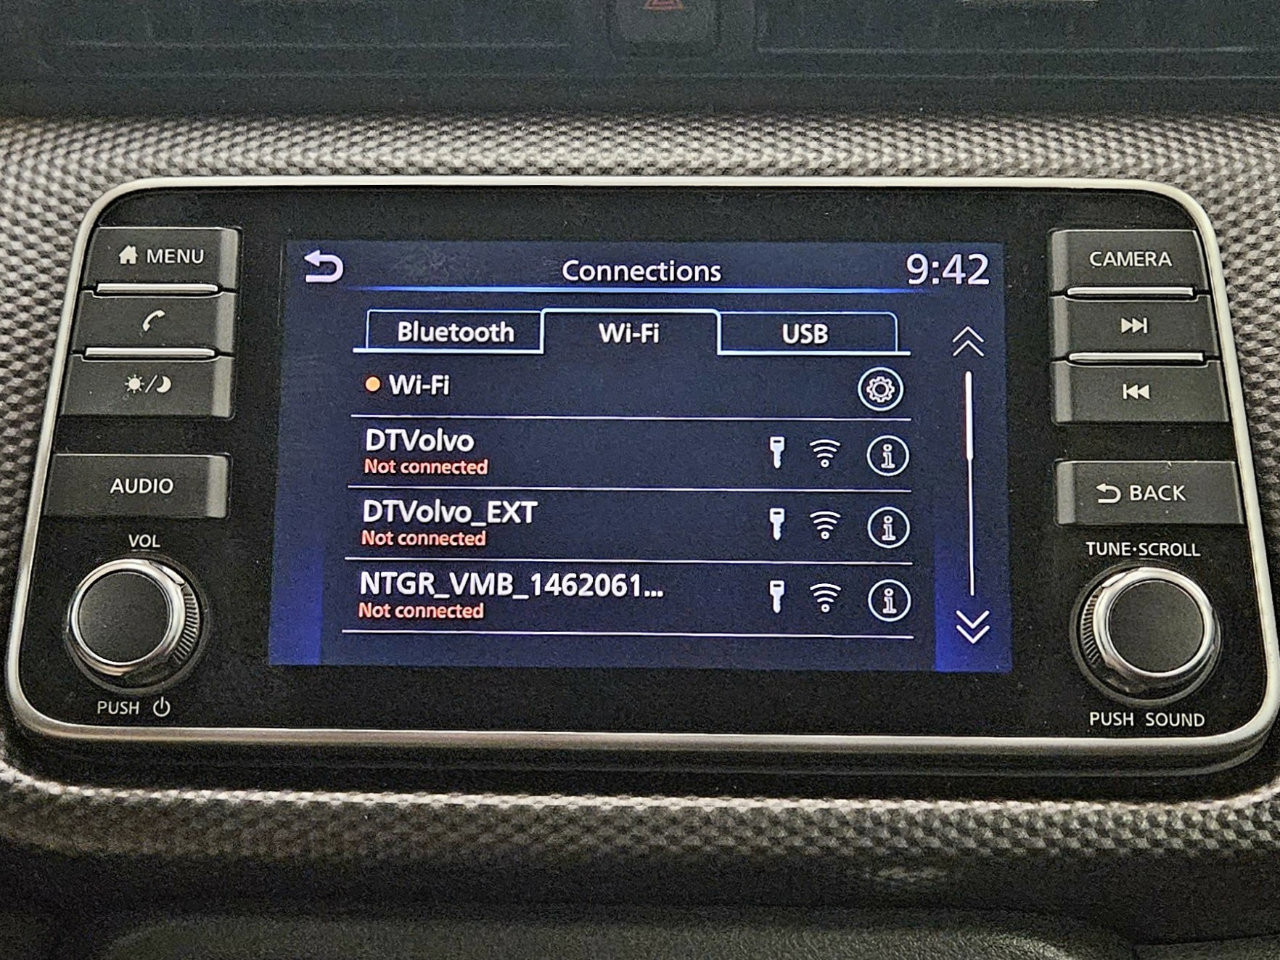 MENU
AUDIO
VOL
PUSH
Connections
9:42
Bluetooth
Wi-Fi
USB
Wi-Fi
DTVolvo
Not connected
DTVolvo_EXT
Not connected
NTGR_VMB_1462061...
Not connected
CAMERA
BACK
TUNE·SCROLL
PUSH SOUND